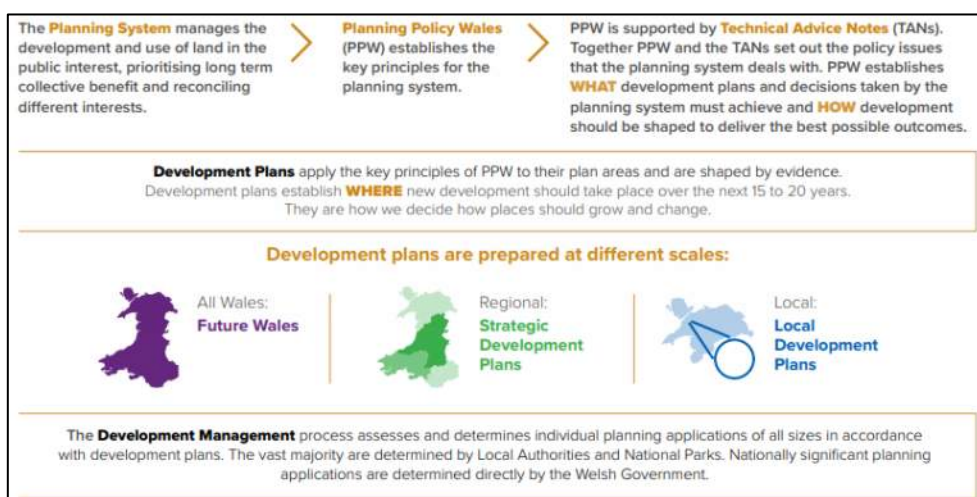 The Planning System manages the
development and use of land in the
public interest, prioritising long term
collective benefit and reconciling
different interests.
Planning Policy Wales
(PPW) establishes the
key principles for the
planning system.
PPW is supported by Technical Advice Notes (TANs).
Together PPW and the TANs set out the policy issues
that the planning system deals with. PPW establishes
WHAT development plans and decisions taken by the
planning system must achieve and HOW development
should be shaped to deliver the best possible outcomes.
Development Plans apply the key principles of PPW to their plan areas and are shaped by evidence.
Development plans establish WHERE new development should take place over the next 15 to 20 years.
They are how we decide how places should grow and change.
Development plans are prepared at different scales:
All Wales:
Future Wales
Regional:
Strategic
Development
Plans
Local:
Local
Development
Plans
The Development Management process assesses and determines individual planning applications of all sizes in accordance
with development plans. The vast majority are determined by Local Authorities and National Parks. Nationally significant planning
applications are determined directly by the Welsh Government.